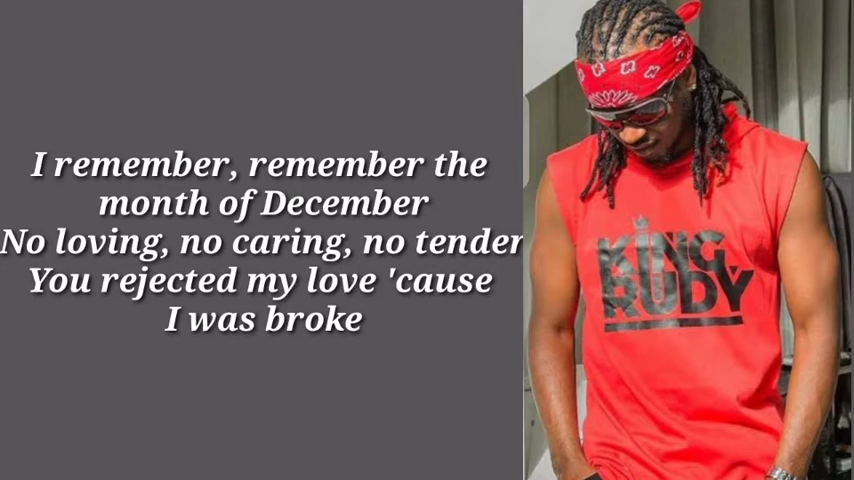 I remember, remember the
month of December
No loving, no caring, no tender
You rejected my love 'cause
I was broke
KING
RUDY